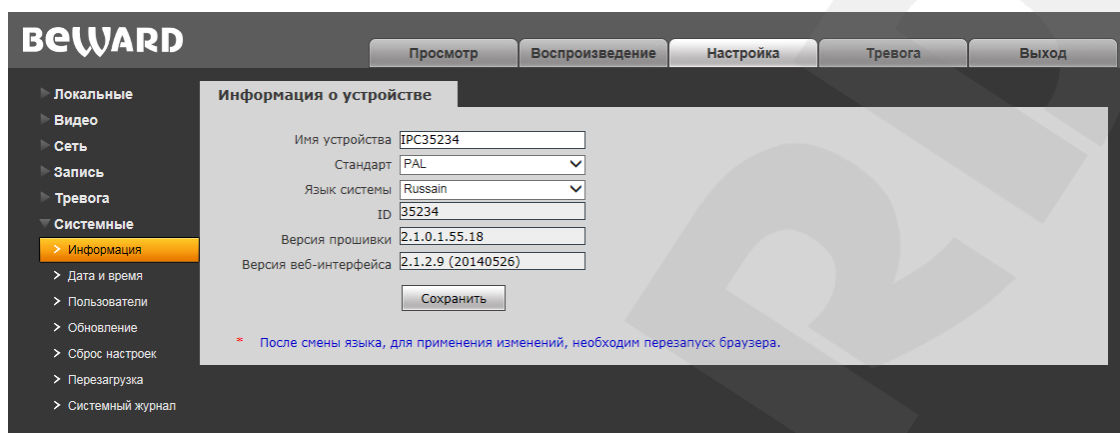 BEWARD
Просмотр
Воспроизведение
Настройка
Тревога
Выход
Локальные
Видео
Сеть
Запись
Тревога
Системные
Информация
Дата и время
Пользователи
Обновление
Сброс настроек
Перезагрузка
Системный журнал
Информация о устройстве
Имя устройства IPC35234
Стандарт PAL
Язык системы Russain
ID 35234
Версия прошивки 2.1.0.1.55.18
Версия веб-интерфейса 2.1.2.9 (20140526)
Сохранить
* После смены языка, для применения изменений, необходим перезапуск браузера.